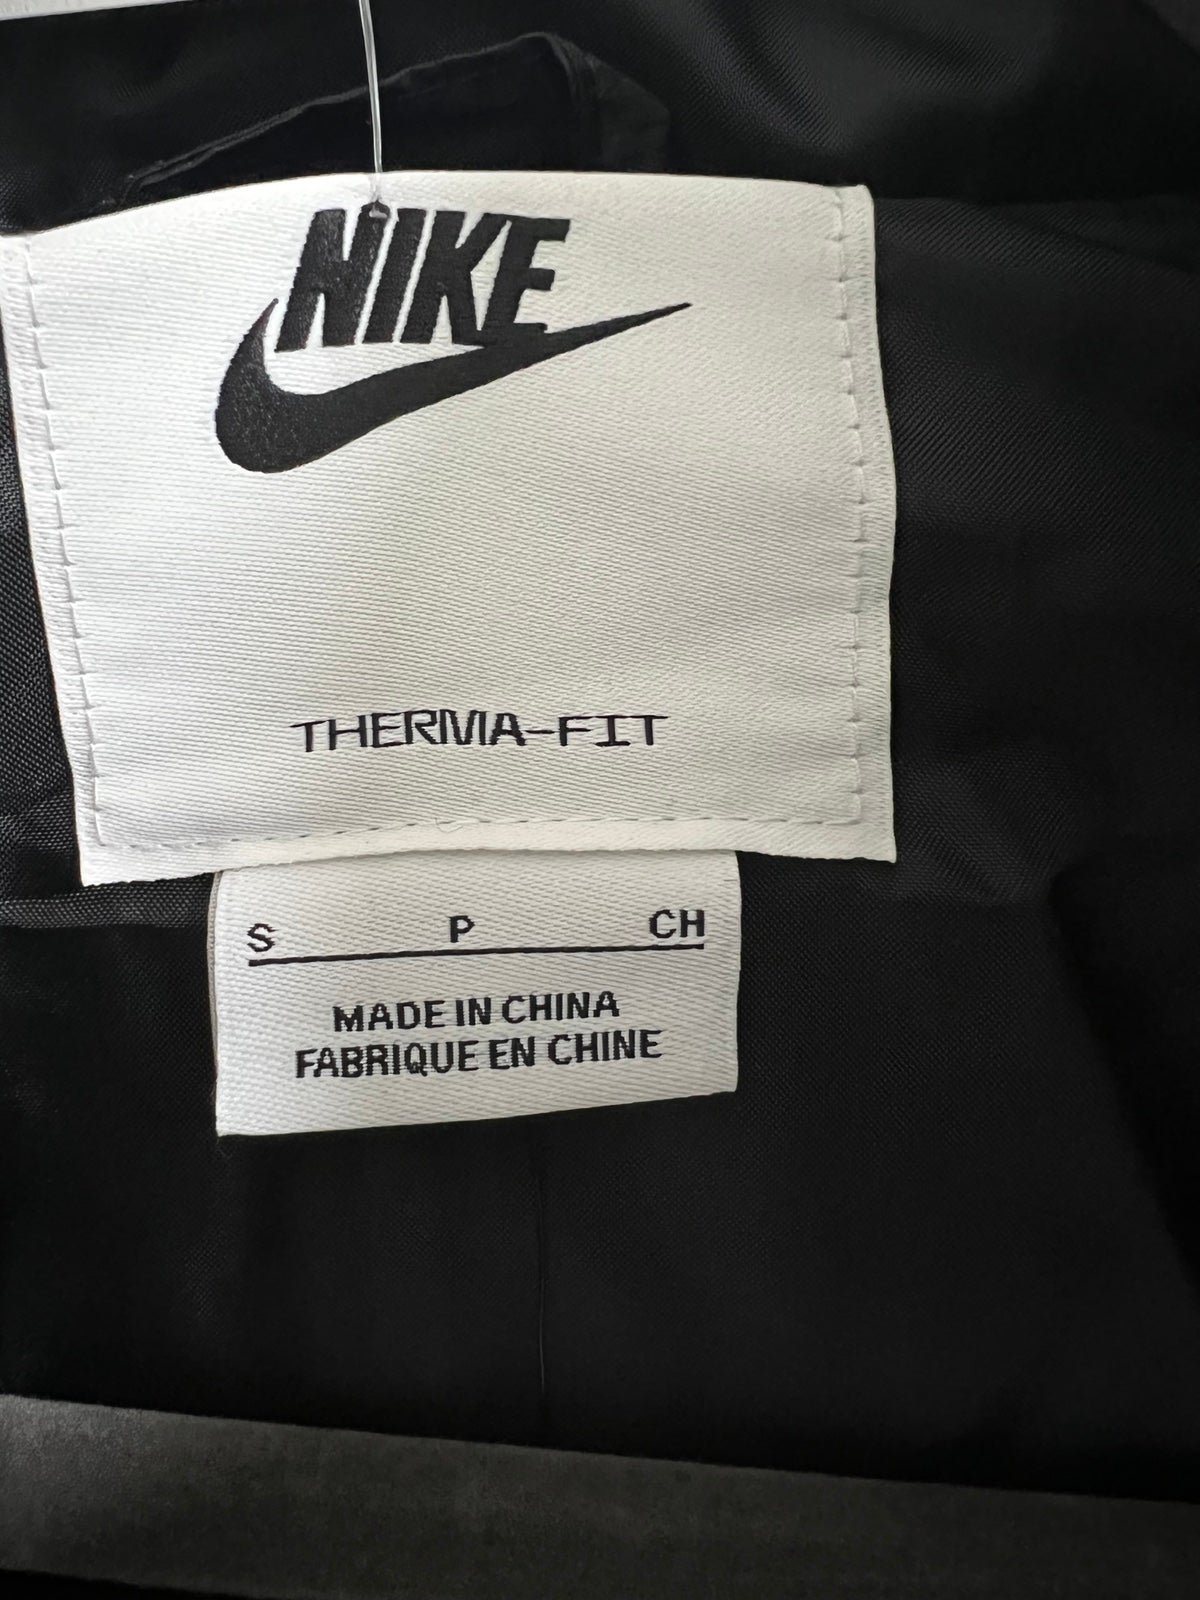 NIKE
THERMA-FIT
S P CH
MADE IN CHINA
FABRIQUE EN CHINE